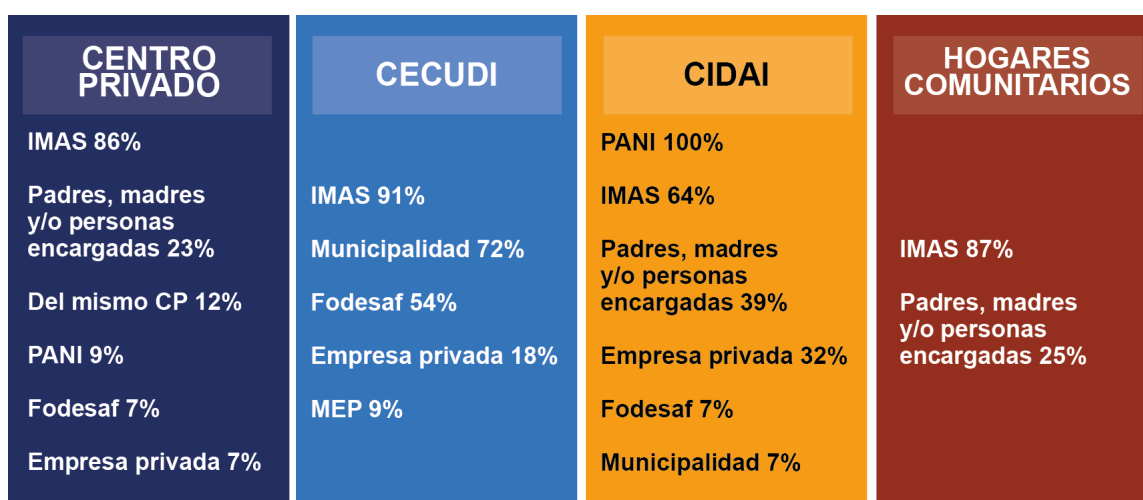 CENTRO
PRIVADO
IMAS 86%
Padres, madres
y/o personas
encargadas 23%
Del mismo CP 12%
PANI 9%
Fodesaf 7%
Empresa privada 7%
CECUDI
IMAS 91%
Municipalidad 72%
Fodesaf 54%
Empresa privada 18%
MEP 9%
CIDAI
PANI 100%
IMAS 64%
Padres, madres
y/o personas
encargadas 39%
Empresa privada 32%
Fodesaf 7%
Municipalidad 7%
HOGARES
COMUNITARIOS
IMAS 87%
Padres, madres
y/o personas
encargadas 25%